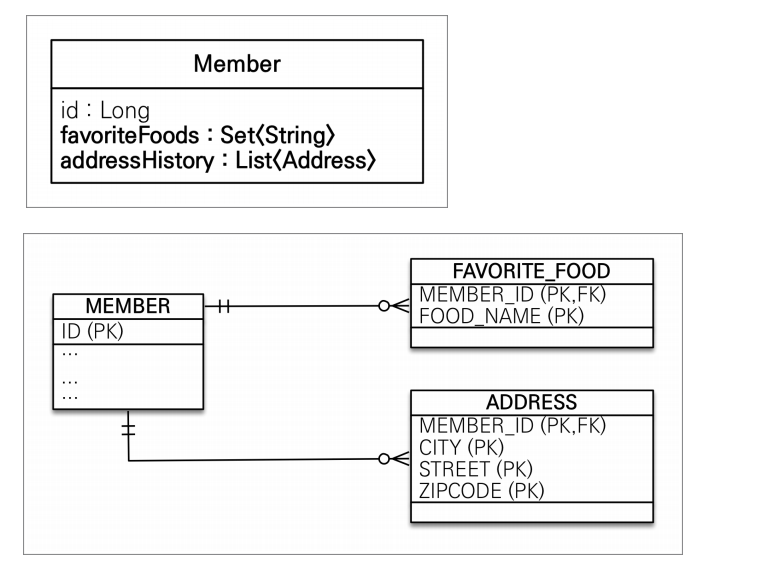 Member
id : Long
favoriteFoods : Set〈String〉
addressHistory : List〈Address〉
MEMBER
ID (PK)
...
...
...
FAVORITE_FOOD
MEMBER_ID (PK,FK)
FOOD_NAME (PK)
ADDRESS
MEMBER_ID (PK,FK)
CITY (PK)
STREET (PK)
ZIPCODE (PK)